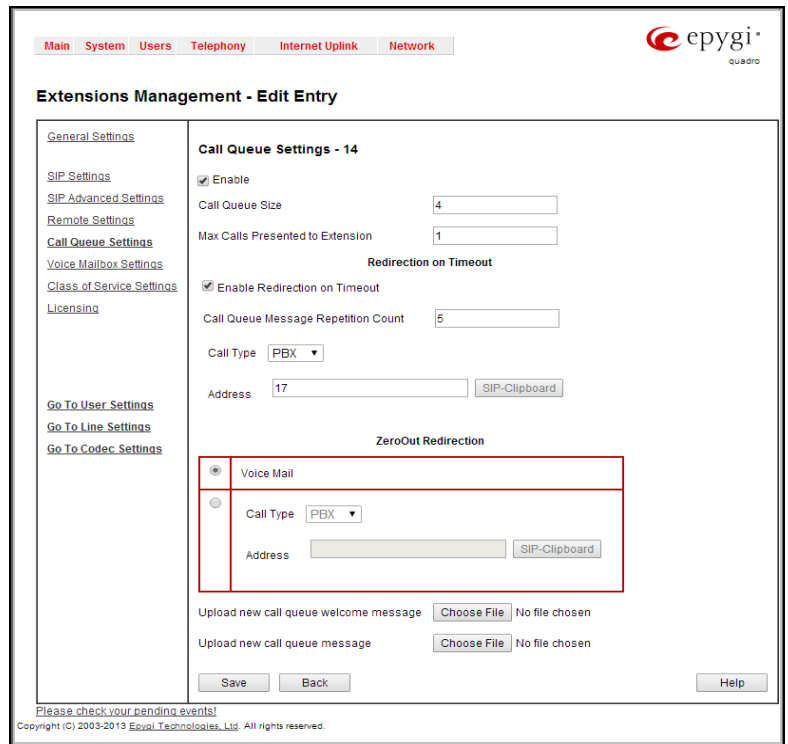 Main System Users Telephony Internet Uplink Network
epygi
quadro
Extensions Management - Edit Entry
General Settings
SIP Settings
SIP Advanced Settings
Remote Settings
Call Queue Settings
Voice Mailbox Settings
Class of Service Settings
Licensing
Go To User Settings
Go To Line Settings
Go To Codec Settings
Call Queue Settings - 14
Enable
Call Queue Size 4
Max Calls Presented to Extension 1
Redirection on Timeout
Enable Redirection on Timeout
Call Queue Message Repetition Count 5
Call Type PBX
Address 17 SIP-Clipboard
ZeroOut Redirection
Voice Mail
Call Type PBX
Address SIP-Clipboard
Upload new call queue welcome message Choose File No file chosen
Upload new call queue message Choose File No file chosen
Save Back Help
Please check your pending events!
Copyright (C) 2003-2013 Epygi Technologies, Ltd. All rights reserved.